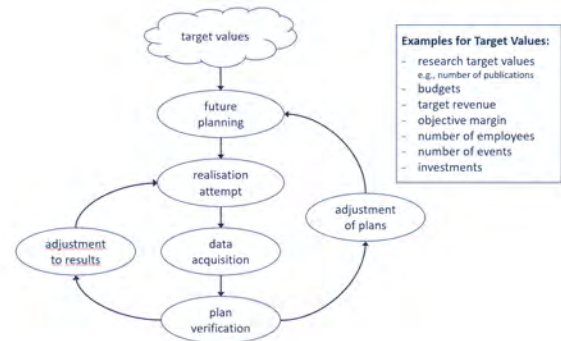 target values
future
planning
realisation
attempt
data
acquisition
plan
verification
adjustment
to results
adjustment
of plans
Examples for Target Values:
- research target values
e.g., number of publications
- budgets
- target revenue
- objective margin
- number of employees
- number of events
- investments